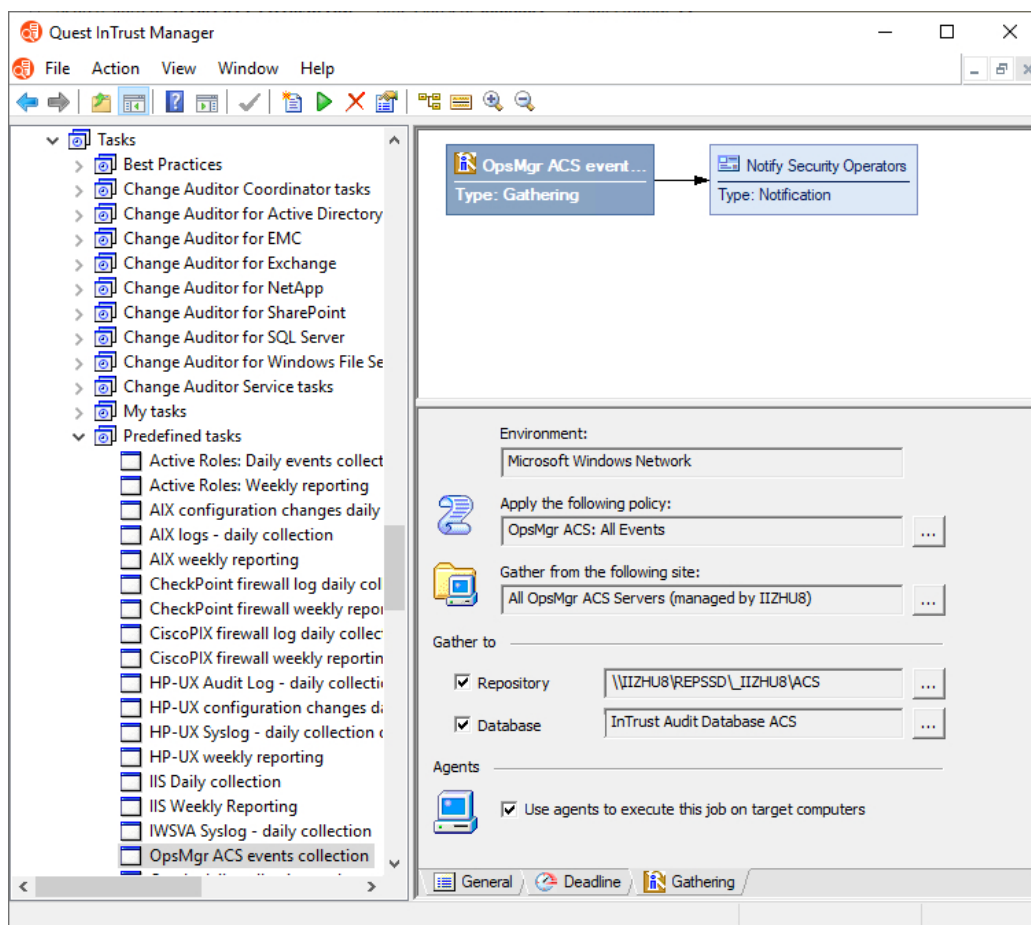 Quest InTrust Manager
File Action View Window Help
Tasks
Best Practices
Change Auditor Coordinator tasks
Change Auditor for Active Directory
Change Auditor for EMC
Change Auditor for Exchange
Change Auditor for NetApp
Change Auditor for SharePoint
Change Auditor for SQL Server
Change Auditor for Windows File Se
Change Auditor Service tasks
My tasks
Predefined tasks
Active Roles: Daily events collect
Active Roles: Weekly reporting
AIX configuration changes daily
AIX logs - daily collection
AIX weekly reporting
CheckPoint firewall log daily col
CheckPoint firewall weekly repor
CiscoPIX firewall log daily collec
CiscoPIX firewall weekly reportin
HP-UX Audit Log - daily collecti
HP-UX configuration changes da
HP-UX Syslog - daily collection
HP-UX weekly reporting
IIS Daily collection
IIS Weekly Reporting
IWSVA Syslog - daily collection
OpsMgr ACS events collection
OpsMgr ACS event...
Type: Gathering
Notify Security Operators
Type: Notification
Environment:
Microsoft Windows Network
Apply the following policy:
OpsMgr ACS: All Events
...
Gather from the following site:
All OpsMgr ACS Servers (managed by IIZHU8)
...
Gather to
Repository \\IIZHU8\REPSSD\_IIZHU8\ACS ...
Database InTrust Audit Database ACS ...
Agents
Use agents to execute this job on target computers
General Deadline Gathering